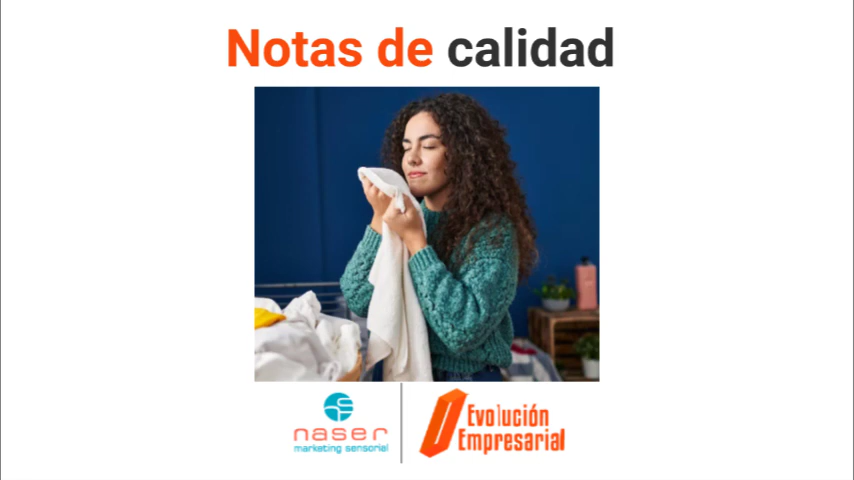 Notas de calidad
naser
marketing sensorial
Evolución
Empresarial